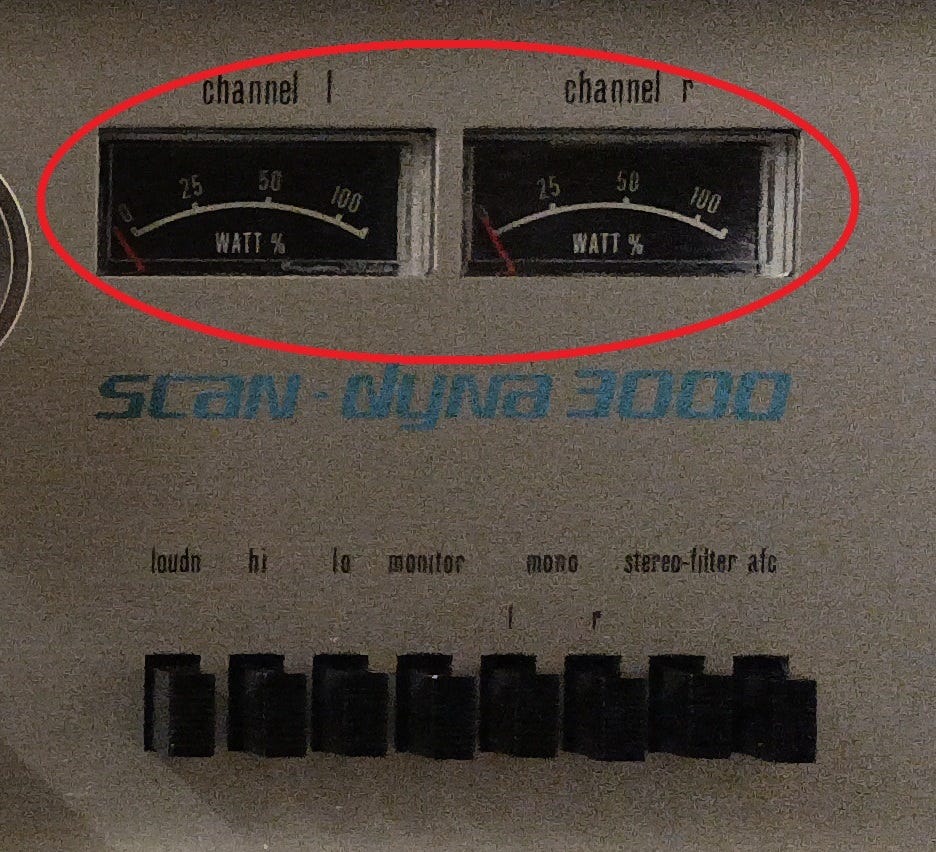 channel l channel r
0 25 50 100 0 25 50 100
WATT % WATT %
scan-dyna 3000
loudn hi lo monitor mono stereo-filter afc
l r